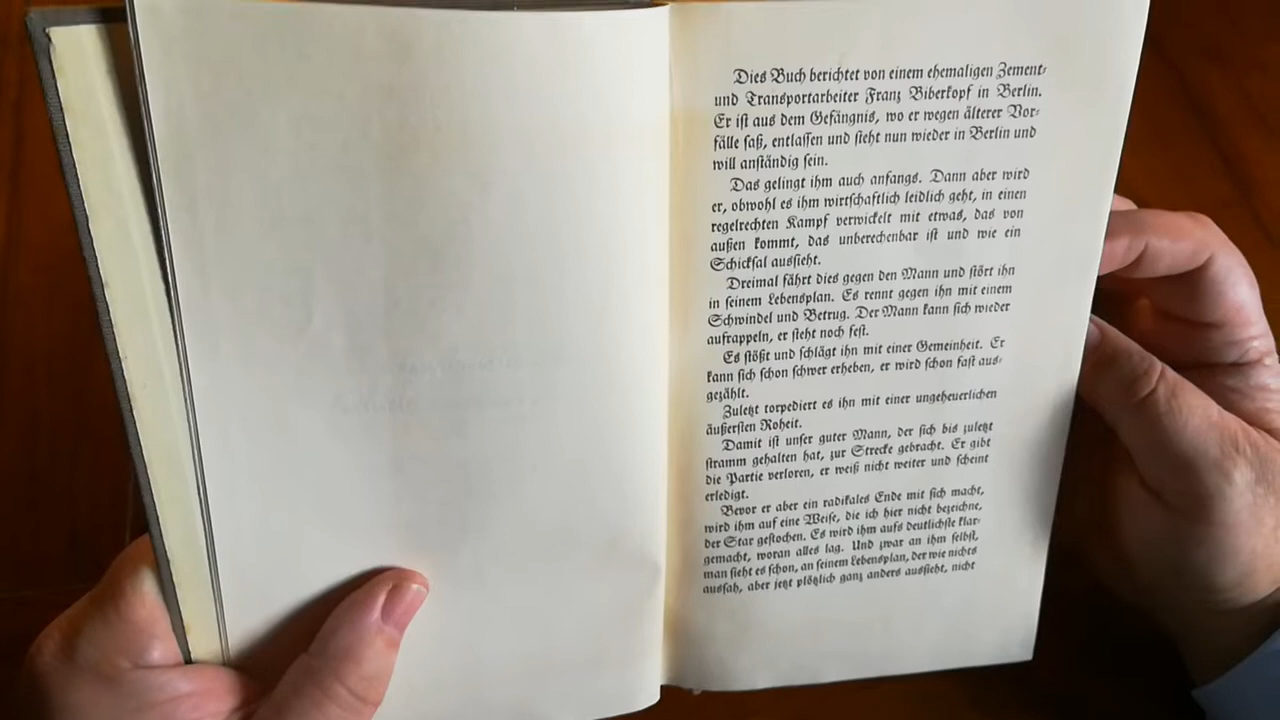 Dies Buch berichtet von einem ehemaligen Zement-
und Transportarbeiter Franz Biberkopf in Berlin.
Er ist aus dem Gefängnis, wo er wegen älterer Vor-
fälle saß, entlassen und steht nun wieder in Berlin und
will anständig sein.
Das gelingt ihm auch anfangs. Dann aber wird
er, obwohl es ihm wirtschaftlich leidlich geht, in einen
regelrechten Kampf verwickelt mit etwas, das von
außen kommt, das unberechenbar ist und wie ein
Schicksal aussieht.
Dreimal fährt dies gegen den Mann und stört ihn
in seinem Lebensplan. Es rennt gegen ihn mit einem
Schwindel und Betrug. Der Mann kann sich wieder
aufrappeln, er steht noch fest.
Es stößt und schlägt ihn mit einer Gemeinheit. Er
kann sich schon schwer erheben, er wird schon fast aus-
gezählt.
Zuletzt torpediert es ihn mit einer ungeheuerlichen
äußersten Roheit.
Damit ist unser guter Mann, der sich bis zuletzt
stramm gehalten hat, zur Strecke gebracht. Er gibt
die Partie verloren, er weiß nicht weiter und scheint
erledigt.
Bevor er aber ein radikales Ende mit sich macht,
wird ihm auf eine Weise, die ich hier nicht bezeichne,
der Star gestochen. Es wird ihm aufs deutlichste klar-
gemacht, woran alles lag. Und zwar an ihm selbst,
man sieht es schon, an seinem Lebensplan, der wie nichts
aussah, aber jetzt plötzlich ganz anders aussieht, nicht